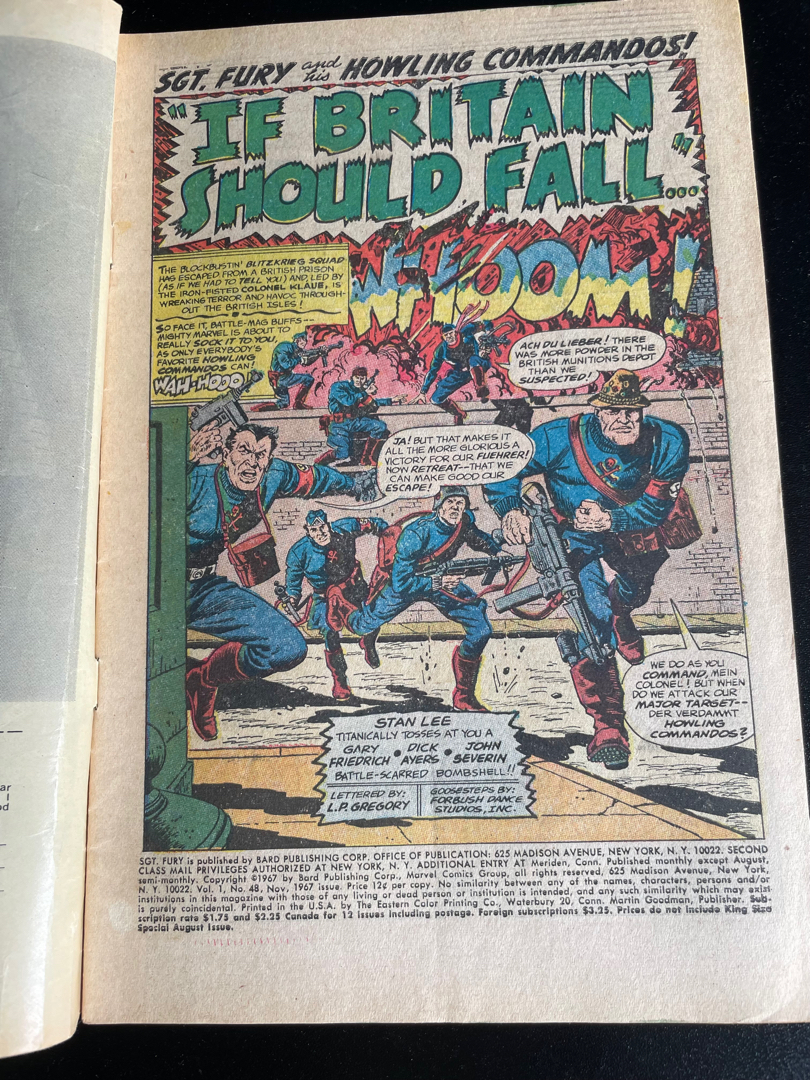 SGT. FURY and his HOWLING COMMANDOS!
"IF BRITAIN
SHOULD FALL..."
WHOOM!
THE BLOCKBUSTIN' BLITZKRIEG SQUAD
HAS ESCAPED FROM A BRITISH PRISON
(AS IF WE HAD TO TELL YOU) AND, LED BY
THE IRON-FISTED COLONEL KLAUE, IS
WREAKING TERROR AND HAVOC THROUGH-
OUT THE BRITISH ISLES!
SO FACE IT, BATTLE-MAG BUFFS--
MIGHTY MARVEL IS ABOUT TO
REALLY SOCK IT TO YOU,
AS ONLY EVERYBODY'S
FAVORITE HOWLING
COMMANDOS CAN!
WAH-HOOO!
ACH DU LIEBER! THERE
WAS MORE POWDER IN THE
BRITISH MUNITIONS DEPOT
THAN WE
SUSPECTED!
JA! BUT THAT MAKES IT
ALL THE MORE GLORIOUS A
VICTORY FOR OUR FUEHRER!
NOW RETREAT--THAT WE
CAN MAKE GOOD OUR
ESCAPE!
WE DO AS YOU
COMMAND, MEIN
COLONEL! BUT WHEN
DO WE ATTACK OUR
MAJOR TARGET--
DER VERDAMMT
HOWLING
COMMANDOS?
STAN LEE
TITANICALLY TOSSES AT YOU A
GARY FRIEDRICH • DICK AYERS • JOHN SEVERIN
BATTLE-SCARRED BOMBSHELL!!
LETTERED BY:
L.P. GREGORY
GOOSESTEPS BY:
FORBUSH DANCE
STUDIOS, INC.
SGT. FURY is published by BARD PUBLISHING CORP. OFFICE OF PUBLICATION: 625 MADISON AVENUE, NEW YORK, N. Y. 10022. SECOND
CLASS MAIL PRIVILEGES AUTHORIZED AT NEW YORK, N. Y. ADDITIONAL ENTRY AT Meriden, Conn. Published monthly except August,
semi-monthly. Copyright ©1967 by Bard Publishing Corp., Marvel Comics Group, all rights reserved, 625 Madison Avenue, New York,
N. Y. 10022. Vol. 1, No. 48, Nov, 1967 issue. Price 12¢ per copy. No similarity between any of the names, characters, persons and/or
institutions in this magazine with those of any living or dead person or institution is intended, and any such similarity which may exist
is purely coincidental. Printed in the U.S.A. by The Eastern Color Printing Co., Waterbury 20, Conn. Martin Goodman, Publisher. Sub-
scription rate $1.75 and $2.25 Canada for 12 issues including postage. Foreign subscriptions $3.25. Prices do not include King Size
Special August Issue.